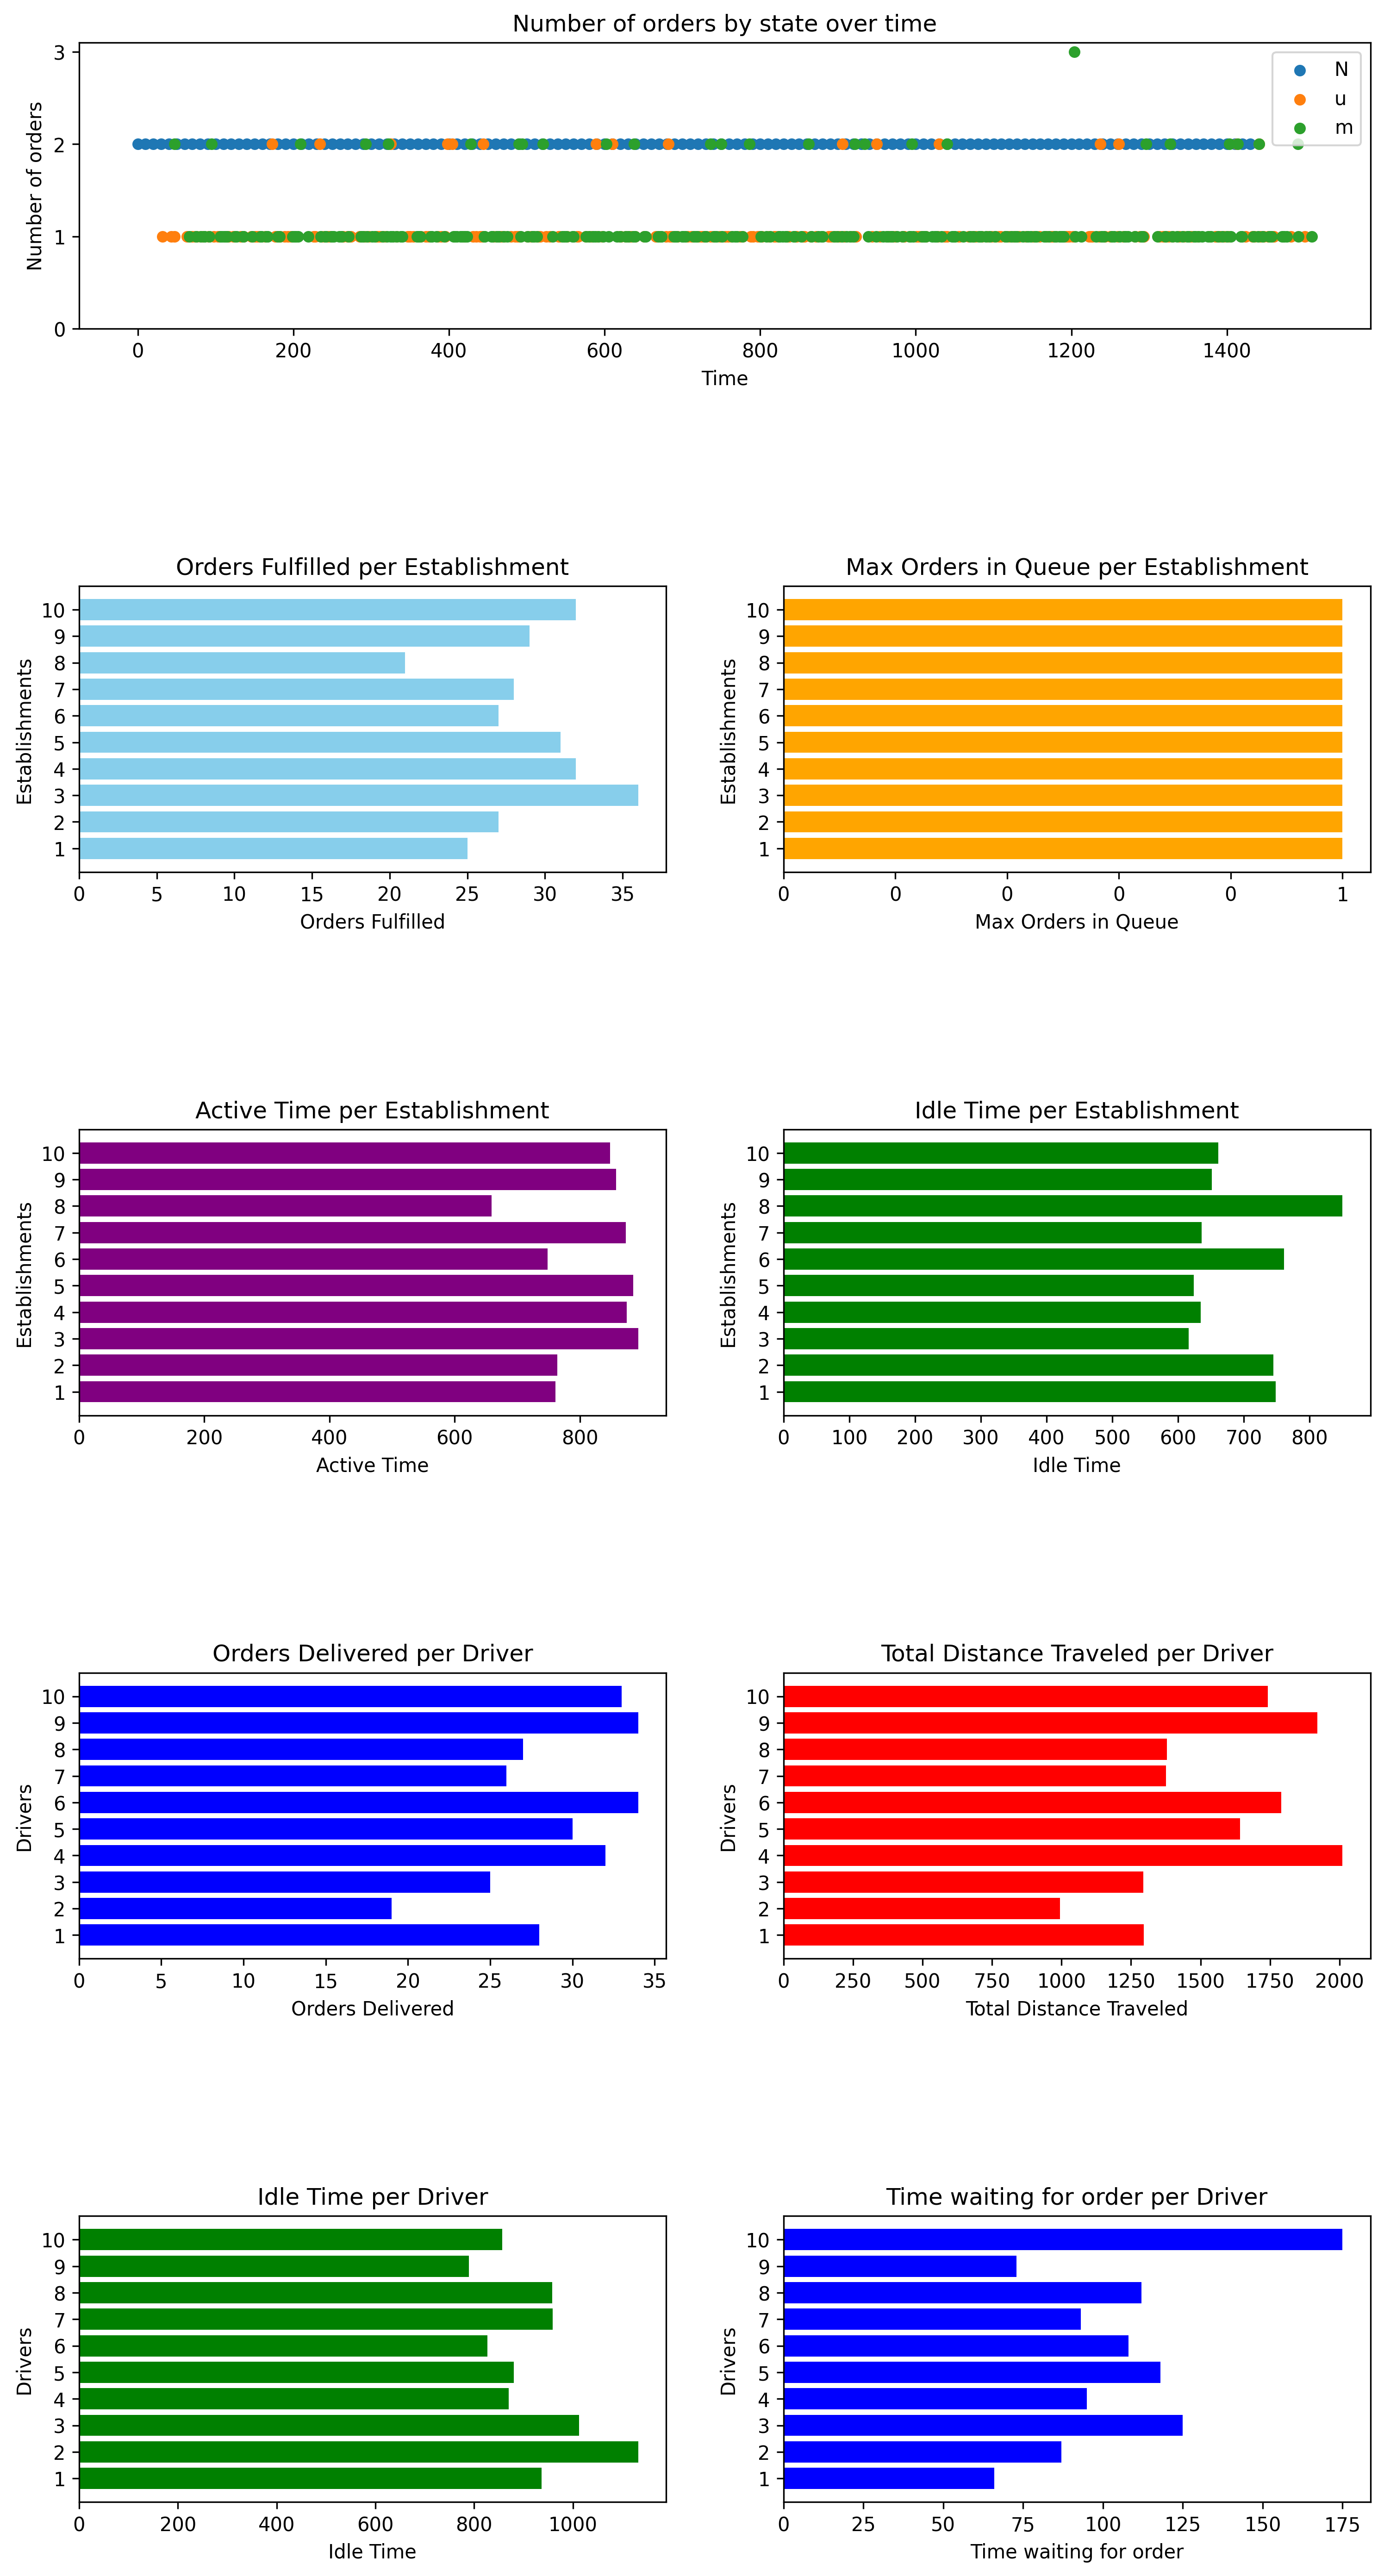 Number of orders by state over time
Number of orders
3
2
1
0
N
u
m
0 200 400 600 800 1000 1200 1400
Time
Orders Fulfilled per Establishment
Establishments
10
9
8
7
6
5
4
3
2
1
0 5 10 15 20 25 30 35
Orders Fulfilled
Max Orders in Queue per Establishment
Establishments
10
9
8
7
6
5
4
3
2
1
0 0 0 0 0 1
Max Orders in Queue
Active Time per Establishment
Establishments
10
9
8
7
6
5
4
3
2
1
0 200 400 600 800
Active Time
Idle Time per Establishment
Establishments
10
9
8
7
6
5
4
3
2
1
0 100 200 300 400 500 600 700 800
Idle Time
Orders Delivered per Driver
Drivers
10
9
8
7
6
5
4
3
2
1
0 5 10 15 20 25 30 35
Orders Delivered
Total Distance Traveled per Driver
Drivers
10
9
8
7
6
5
4
3
2
1
0 250 500 750 1000 1250 1500 1750 2000
Total Distance Traveled
Idle Time per Driver
Drivers
10
9
8
7
6
5
4
3
2
1
0 200 400 600 800 1000
Idle Time
Time waiting for order per Driver
Drivers
10
9
8
7
6
5
4
3
2
1
0 25 50 75 100 125 150 175
Time waiting for order